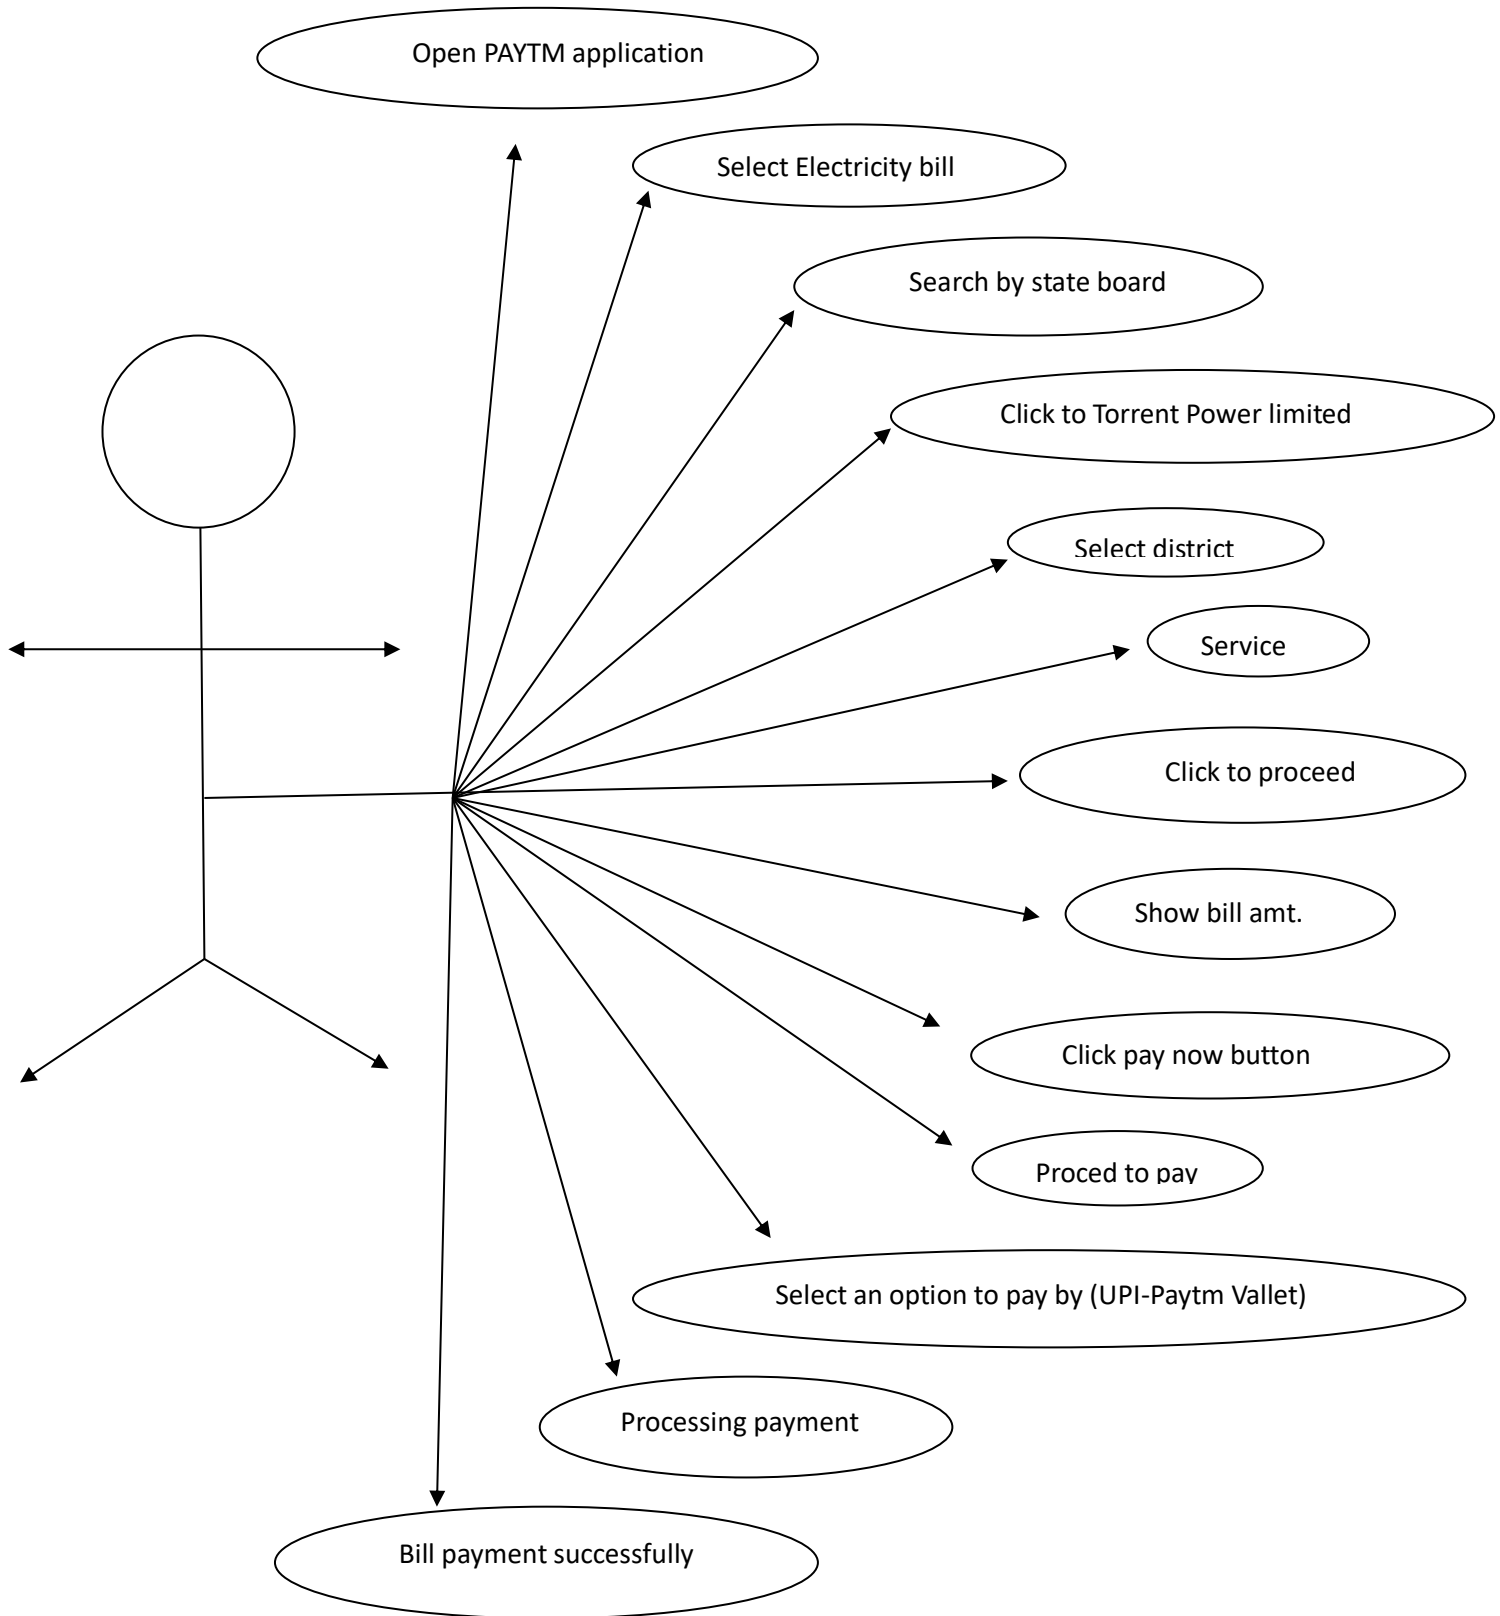 Open PAYTM application
Select Electricity bill
Search by state board
Click to Torrent Power limited
Select district
Service
Click to proceed
Show bill amt.
Click pay now button
Proced to pay
Select an option to pay by (UPI-Paytm Vallet)
Processing payment
Bill payment successfully